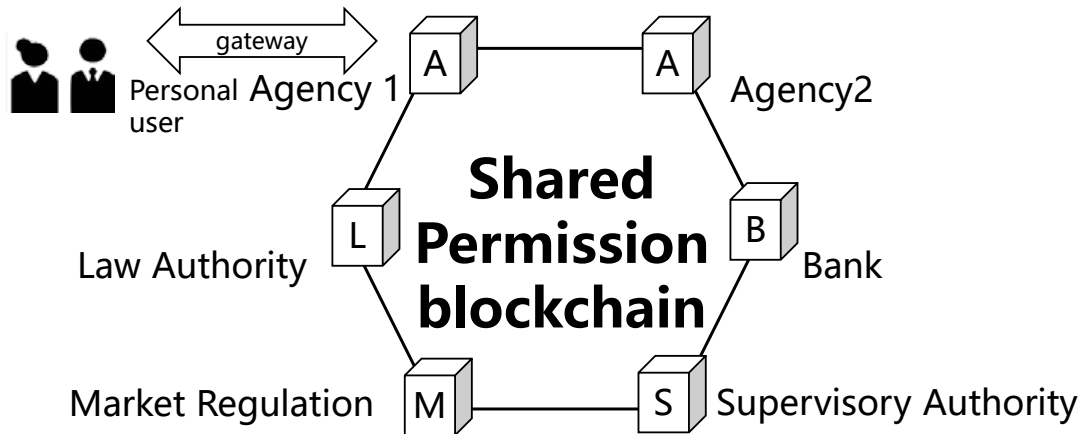 gateway
A
A
Personal
user
Agency 1
Agency2
Shared
Permission
blockchain
L
B
Law Authority
Bank
Market Regulation
M
S
Supervisory Authority